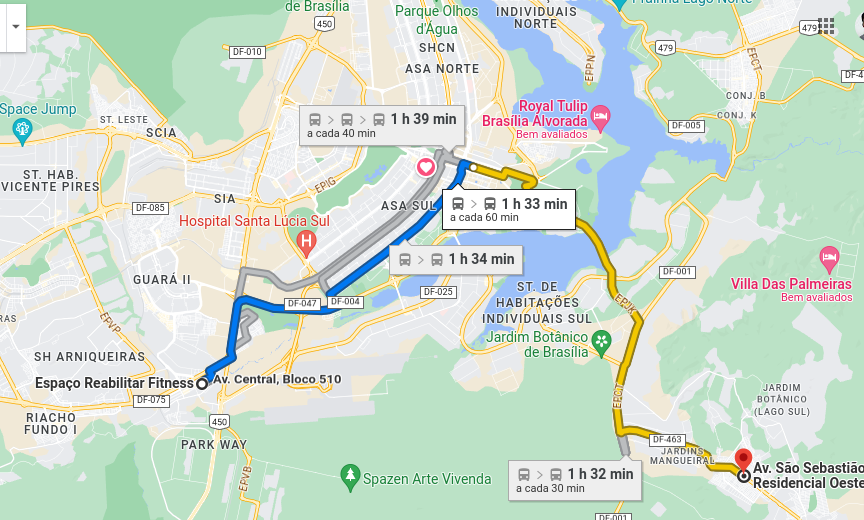 de Brasília
Parque Olhos
d'Água
INDIVIDUAIS
NORTE
450
479
479
DF-010
SHCN
ASA NORTE
EPPN
EPCT
DF-4
CONJ. B
CONJ. K
Space Jump
ST. LESTE
SCIA
1 h 39 min
a cada 40 min
Royal Tulip
Brasília Alvorada
Bem avaliados
DF-005
ST. HAB.
VICENTE PIRES
SIA
EPIG
DF-085
ASA SUL
1 h 33 min
a cada 60 min
Hospital Santa Lúcia Sul
1 h 34 min
DF-001
GUARÁ II
Villa Das Palmeiras
Bem avaliados
ST. DE
HABITAÇÕES
INDIVIDUAIS SUL
DF-025
DF-047
DF-004
RAS
EPVP
Jardim Botânico
de Brasília
SH ARNIQUEIRAS
Espaço Reabilitar Fitness
Av. Central, Bloco 510
DF-075
EPCT
JARDIM
BOTÂNICO
(LAGO SUL)
RIACHO
FUNDO I
450
PARK WAY
DF-463
JARDINS
MANGUEIRAL
Av. São Sebastião
Residencial Oeste
EPVB
Spazen Arte Vivenda
1 h 32 min
a cada 30 min
DF-001